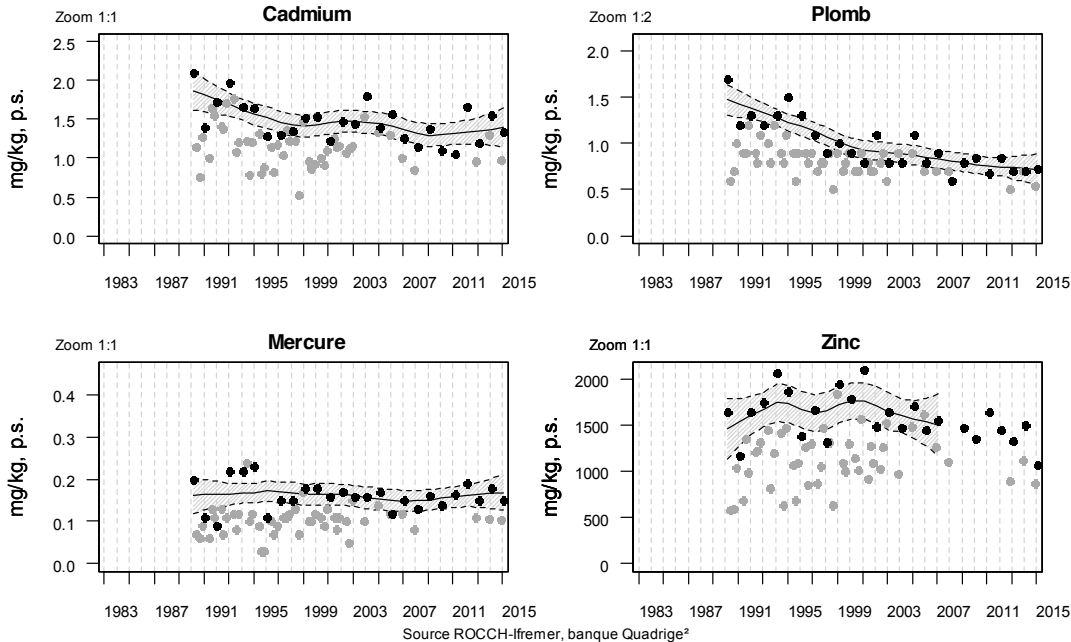 Zoom 1:1
Cadmium
mg/kg, p.s.
2.5
2.0
1.5
1.0
0.5
0.0
1983 1987 1991 1995 1999 2003 2007 2011 2015
Zoom 1:2
Plomb
mg/kg, p.s.
2.0
1.5
1.0
0.5
0.0
1983 1987 1991 1995 1999 2003 2007 2011 2015
Zoom 1:1
Mercure
mg/kg, p.s.
0.4
0.3
0.2
0.1
0.0
1983 1987 1991 1995 1999 2003 2007 2011 2015
Zoom 1:1
Zinc
mg/kg, p.s.
2000
1500
1000
500
0
1983 1987 1991 1995 1999 2003 2007 2011 2015
Source ROCCH-Ifremer, banque Quadrige²